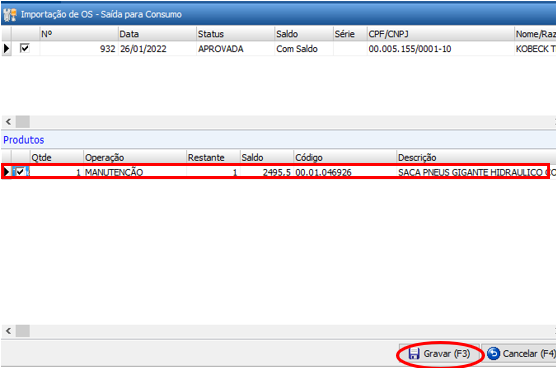 Importação de OS - Saída para Consumo
Nº Data Status Saldo Série CPF/CNPJ Nome/Raz
932 26/01/2022 APROVADA Com Saldo 00.005.155/0001-10 KOBECK T
Produtos
Qtde Operação Restante Saldo Código Descrição
1 MANUTENÇÃO 1 2495,5 00.01.046926 SACA PNEUS GIGANTE HIDRAULICO CO
Gravar (F3) Cancelar (F4)